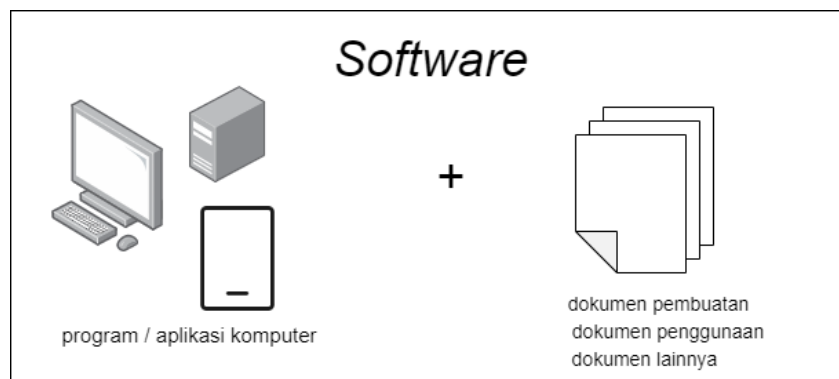 Software
+
program / aplikasi komputer
dokumen pembuatan
dokumen penggunaan
dokumen lainnya